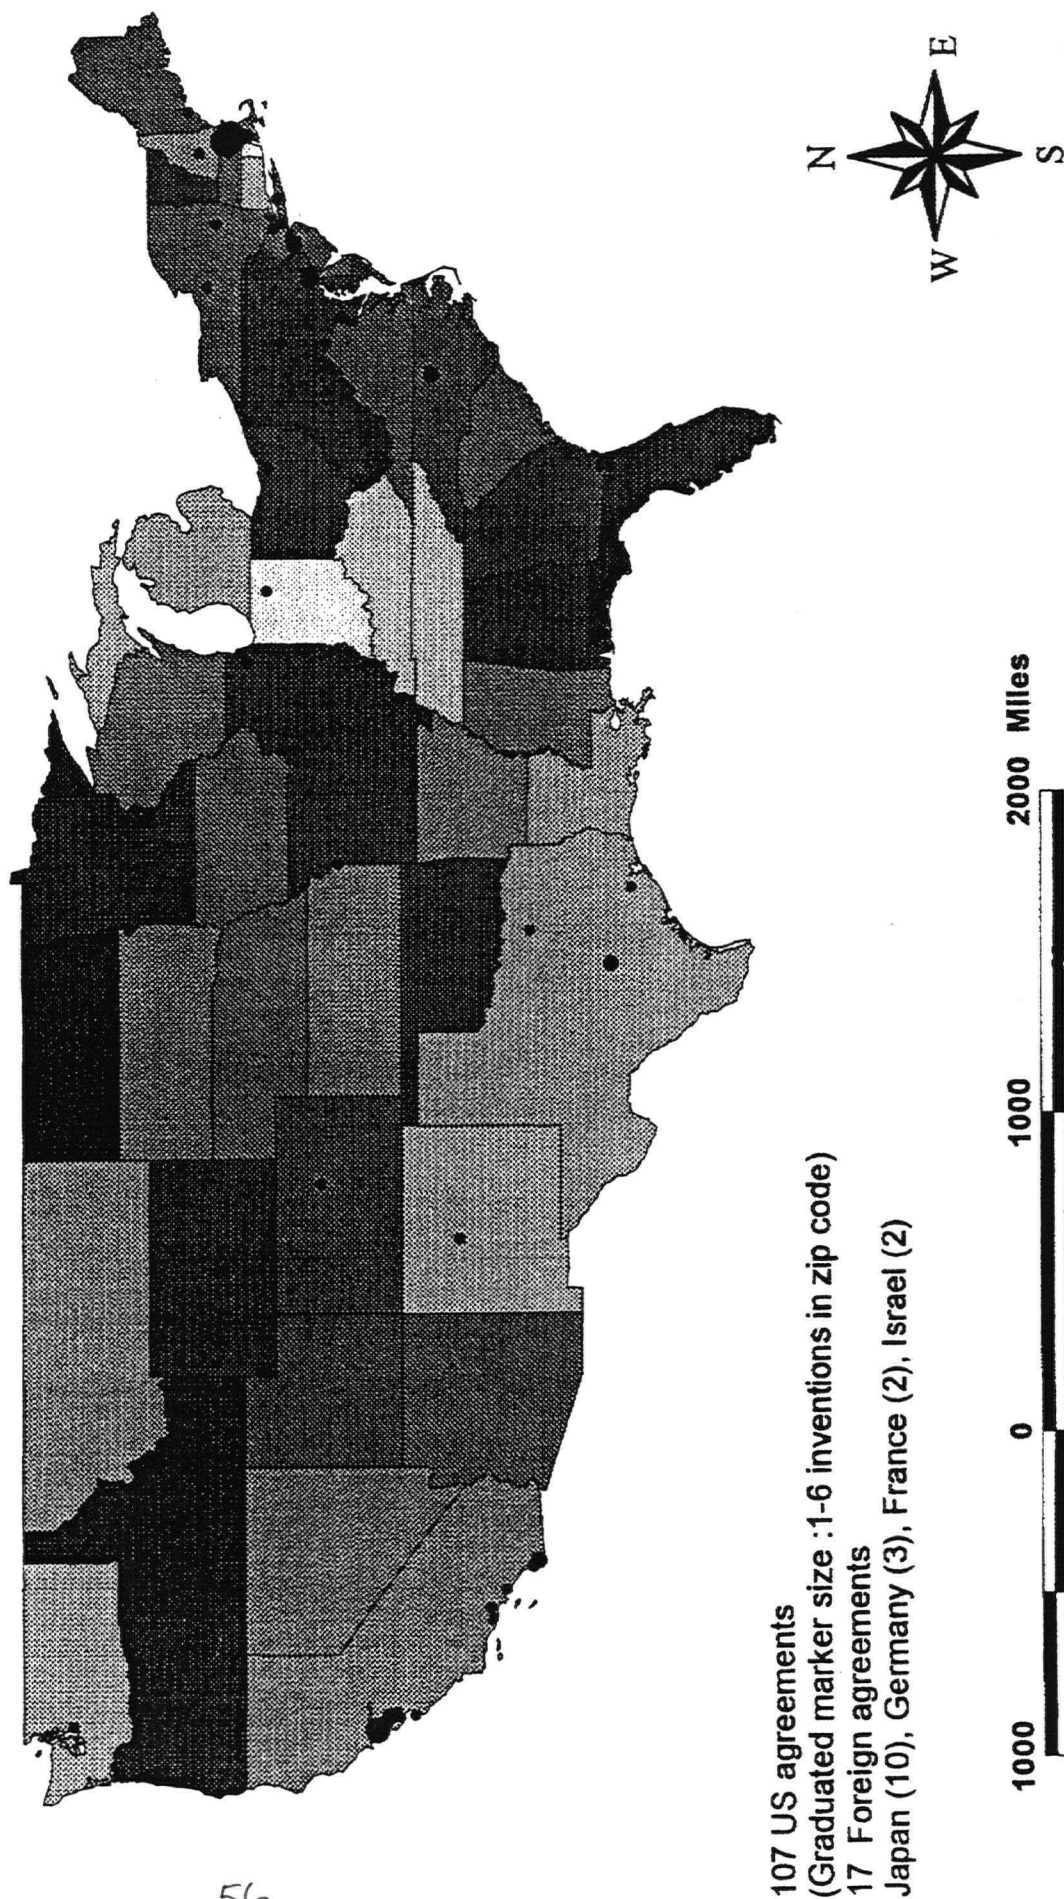 N
W E
S
107 US agreements
(Graduated marker size :1-6 inventions in zip code)
17 Foreign agreements
Japan (10), Germany (3), France (2), Israel (2)
1000 0 1000 2000 Miles
56